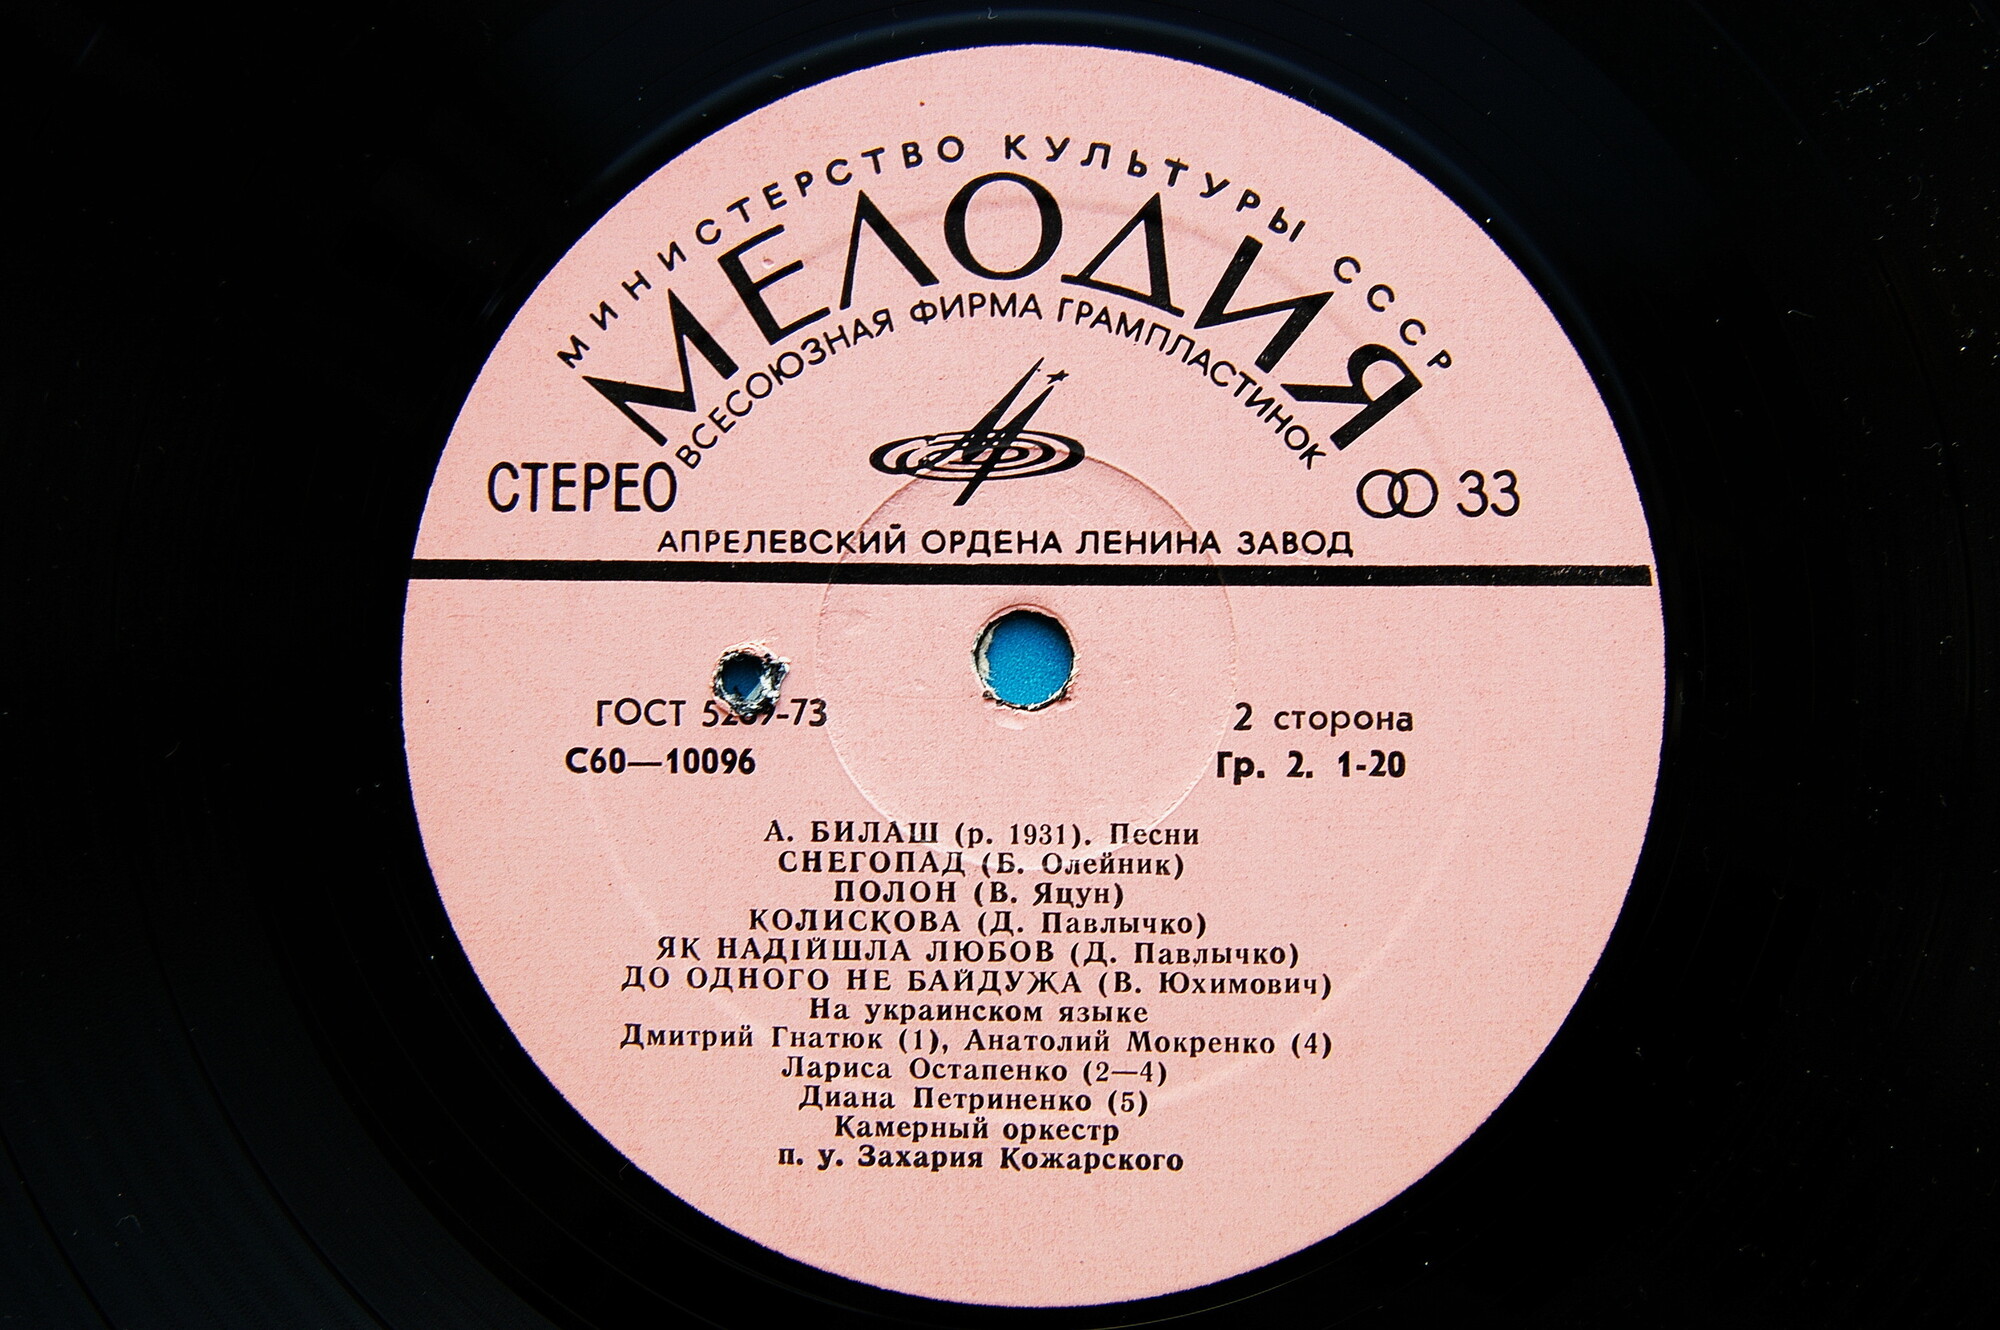 МИНИСТЕРСТВО КУЛЬТУРЫ СССР
МЕЛОДИЯ
ВСЕСОЮЗНАЯ ФИРМА ГРАМПЛАСТИНОК
СТЕРЕО
33
АПРЕЛЕВСКИЙ ОРДЕНА ЛЕНИНА ЗАВОД
ГОСТ 5289-73
2 сторона
С60—10096
Гр. 2. 1-20
А. БИЛАШ (р. 1931). Песни
СНЕГОПАД (Б. Олейник)
ПОЛОН (В. Яцун)
КОЛИСКОВА (Д. Павлычко)
ЯК НАДІЙШЛА ЛЮБОВ (Д. Павлычко)
ДО ОДНОГО НЕ БАЙДУЖА (В. Юхимович)
На украинском языке
Дмитрий Гнатюк (1), Анатолий Мокренко (4)
Лариса Остапенко (2—4)
Диана Петриненко (5)
Камерный оркестр
п. у. Захария Кожарского